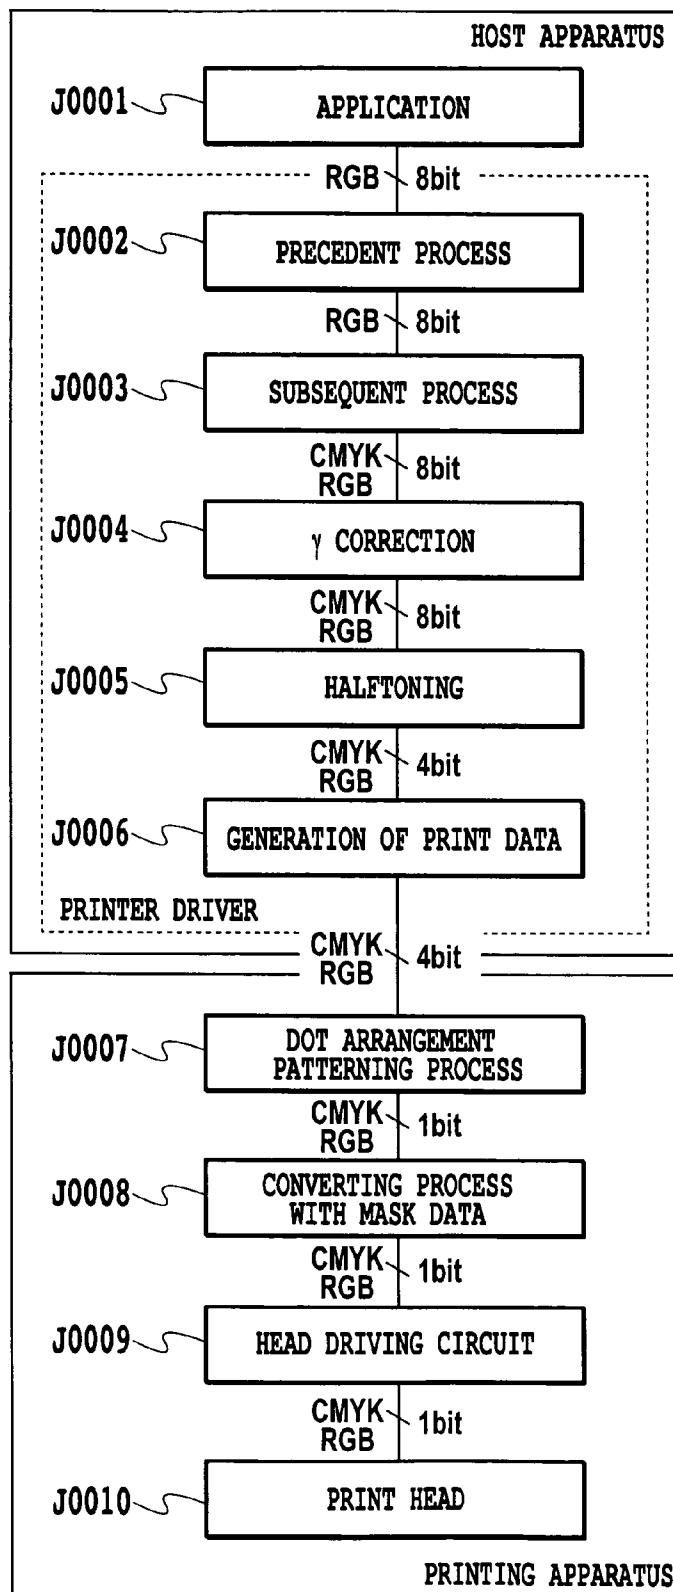 HOST APPARATUS
J0001
APPLICATION
RGB 8bit
J0002
PRECEDENT PROCESS
RGB 8bit
J0003
SUBSEQUENT PROCESS
CMYK
RGB
8bit
J0004
γ CORRECTION
CMYK
RGB
8bit
J0005
HALFTONING
CMYK
RGB
4bit
J0006
GENERATION OF PRINT DATA
PRINTER DRIVER
CMYK
RGB
4bit
J0007
DOT ARRANGEMENT
PATTERNING PROCESS
CMYK
RGB
1bit
J0008
CONVERTING PROCESS
WITH MASK DATA
CMYK
RGB
1bit
J0009
HEAD DRIVING CIRCUIT
CMYK
RGB
1bit
J0010
PRINT HEAD
PRINTING APPARATUS